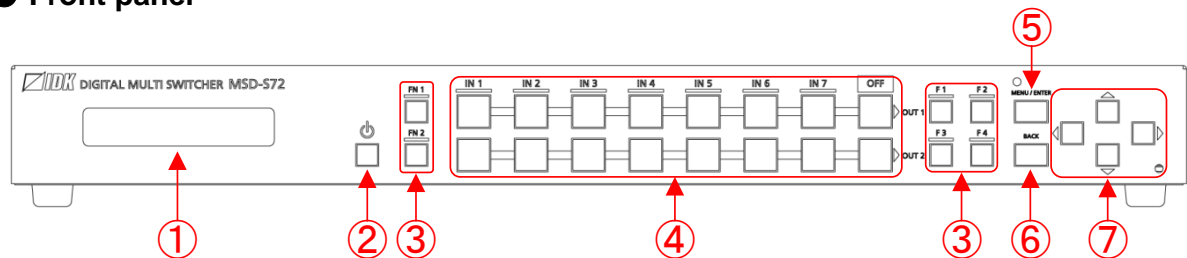 Front panel
⑤
IDK DIGITAL MULTI SWITCHER MSD-S72
FN 1 IN 1 IN 2 IN 3 IN 4 IN 5 IN 6 IN 7 OFF F 1 F 2 MENU / ENTER
OUT 1
FN 2 F 3 F 4 BACK
OUT 2
① ② ③ ④ ③ ⑥ ⑦